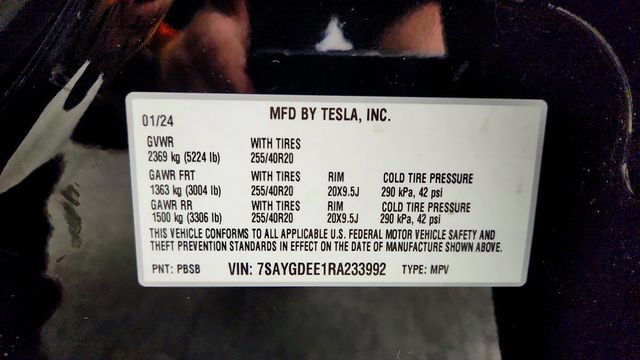 MFD BY TESLA, INC.
01/24
GVWR WITH TIRES
2369 kg (5224 lb) 255/40R20
GAWR FRT WITH TIRES RIM COLD TIRE PRESSURE
1363 kg (3004 lb) 255/40R20 20X9.5J 290 kPa, 42 psi
GAWR RR WITH TIRES RIM COLD TIRE PRESSURE
1500 kg (3306 lb) 255/40R20 20X9.5J 290 kPa, 42 psi
THIS VEHICLE CONFORMS TO ALL APPLICABLE U.S. FEDERAL MOTOR VEHICLE SAFETY AND
THEFT PREVENTION STANDARDS IN EFFECT ON THE DATE OF MANUFACTURE SHOWN ABOVE.
PNT: PBSB VIN: 7SAYGDEE1RA233992 TYPE: MPV